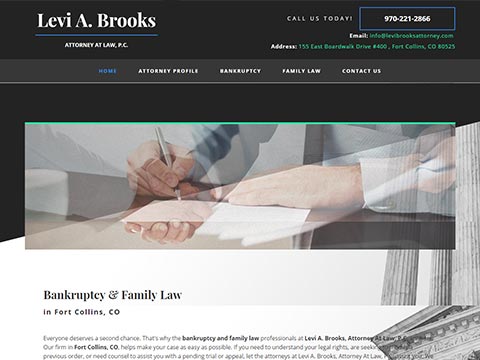 Levi A. Brooks
ATTORNEY AT LAW, P.C.
CALL US TODAY!
970-221-2866
Email: info@levibrooksattorney.com
Address: 155 East Boardwalk Drive #400 , Fort Collins, CO 80525
HOME
ATTORNEY PROFILE
BANKRUPTCY
FAMILY LAW
CONTACT US
Bankruptcy & Family Law
in Fort Collins, CO
Everyone deserves a second chance. That's why the bankruptcy and family law professionals at Levi A. Brooks, Attorney At Law, P.C.
Our firm in Fort Collins, CO, helps make your case as easy as possible. If you need to understand your legal rights, are seeking
previous order, or need counsel to assist you with a pending trial or appeal, let the attorneys at Levi A. Brooks, Attorney At Law, P.C. you. We